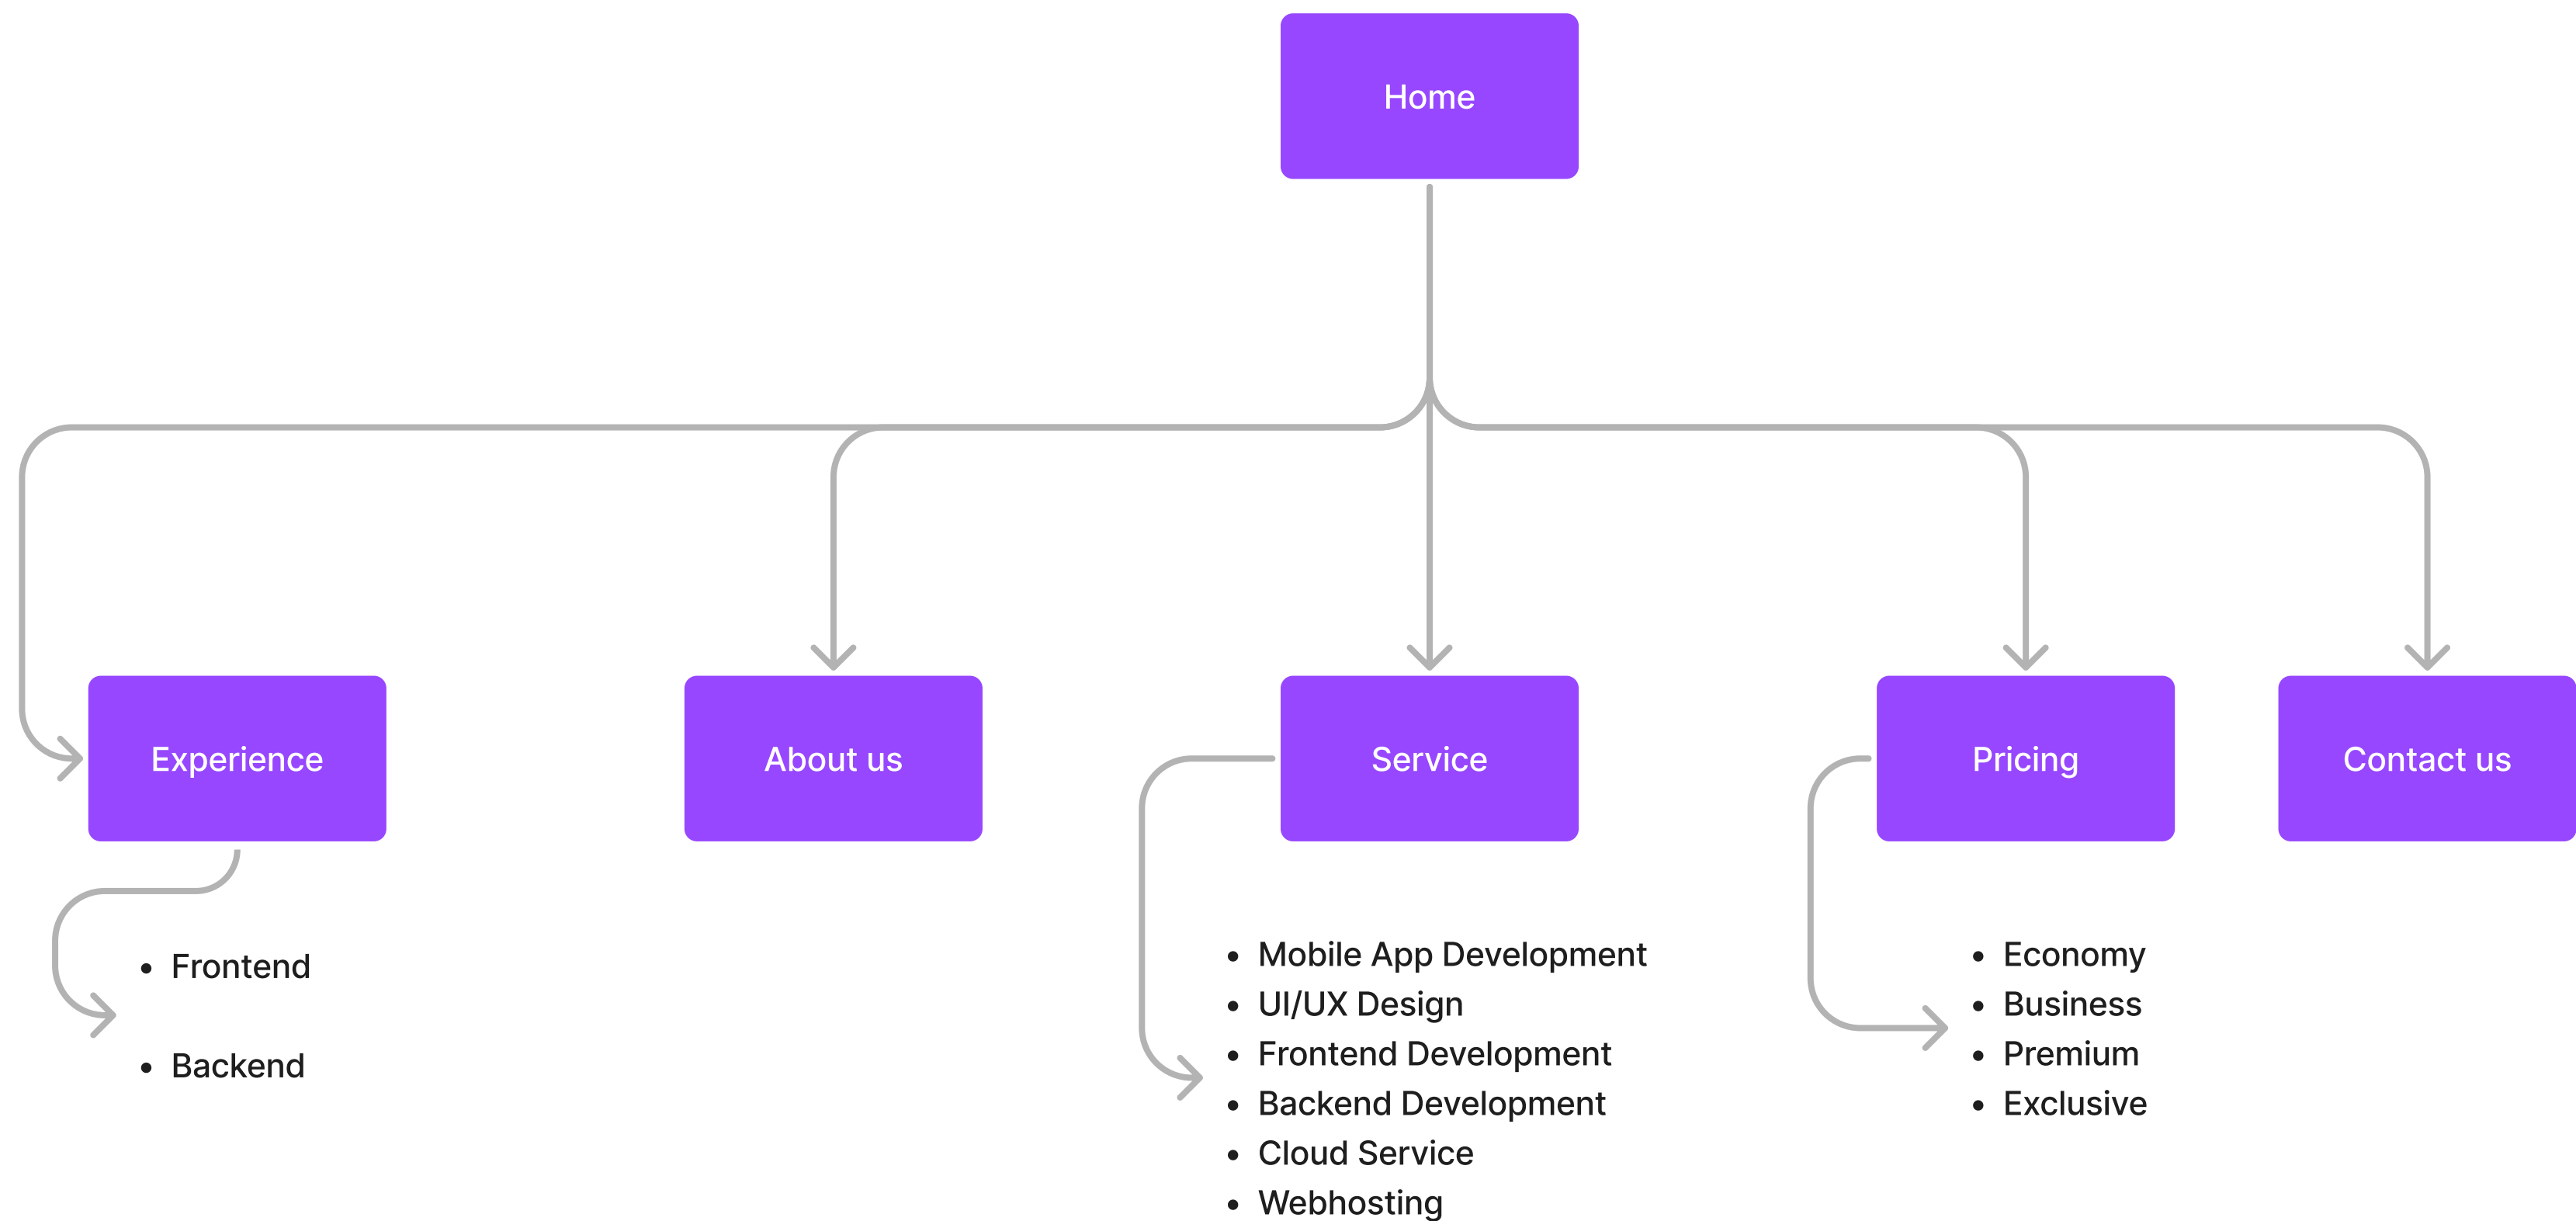 Home
Experience
About us
Service
Pricing
Contact us
• Frontend
• Backend
• Mobile App Development
• UI/UX Design
• Frontend Development
• Backend Development
• Cloud Service
• Webhosting
• Economy
• Business
• Premium
• Exclusive